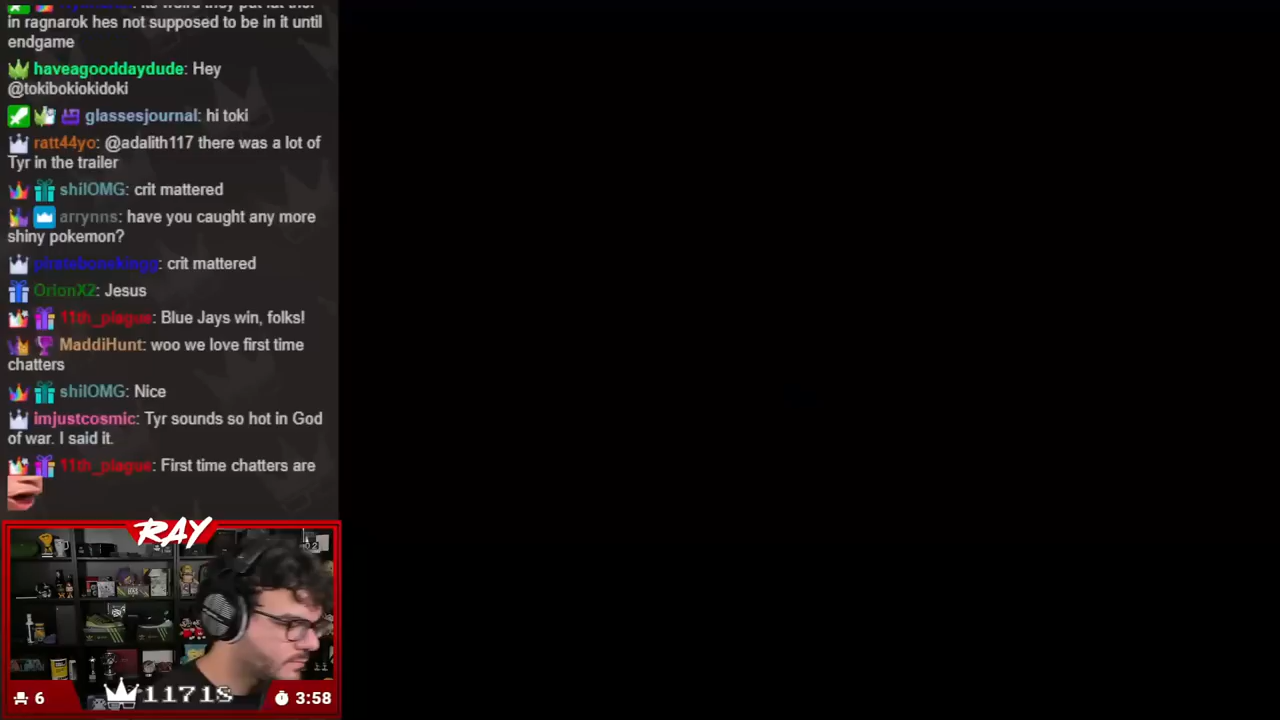 in ragnarok hes not supposed to be in it until
endgame
haveagooddaydude: Hey
@tokibokiokidoki
glassesjournal: hi toki
ratt44yo: @adalith117 there was a lot of
Tyr in the trailer
shilOMG: crit mattered
arrynns: have you caught any more
shiny pokemon?
piratebonekingg: crit mattered
OrionX2: Jesus
11th_plague: Blue Jays win, folks!
MaddiHunt: woo we love first time
chatters
shilOMG: Nice
imjustcosmic: Tyr sounds so hot in God
of war. I said it.
11th_plague: First time chatters are
RAY
6
11718
3:58